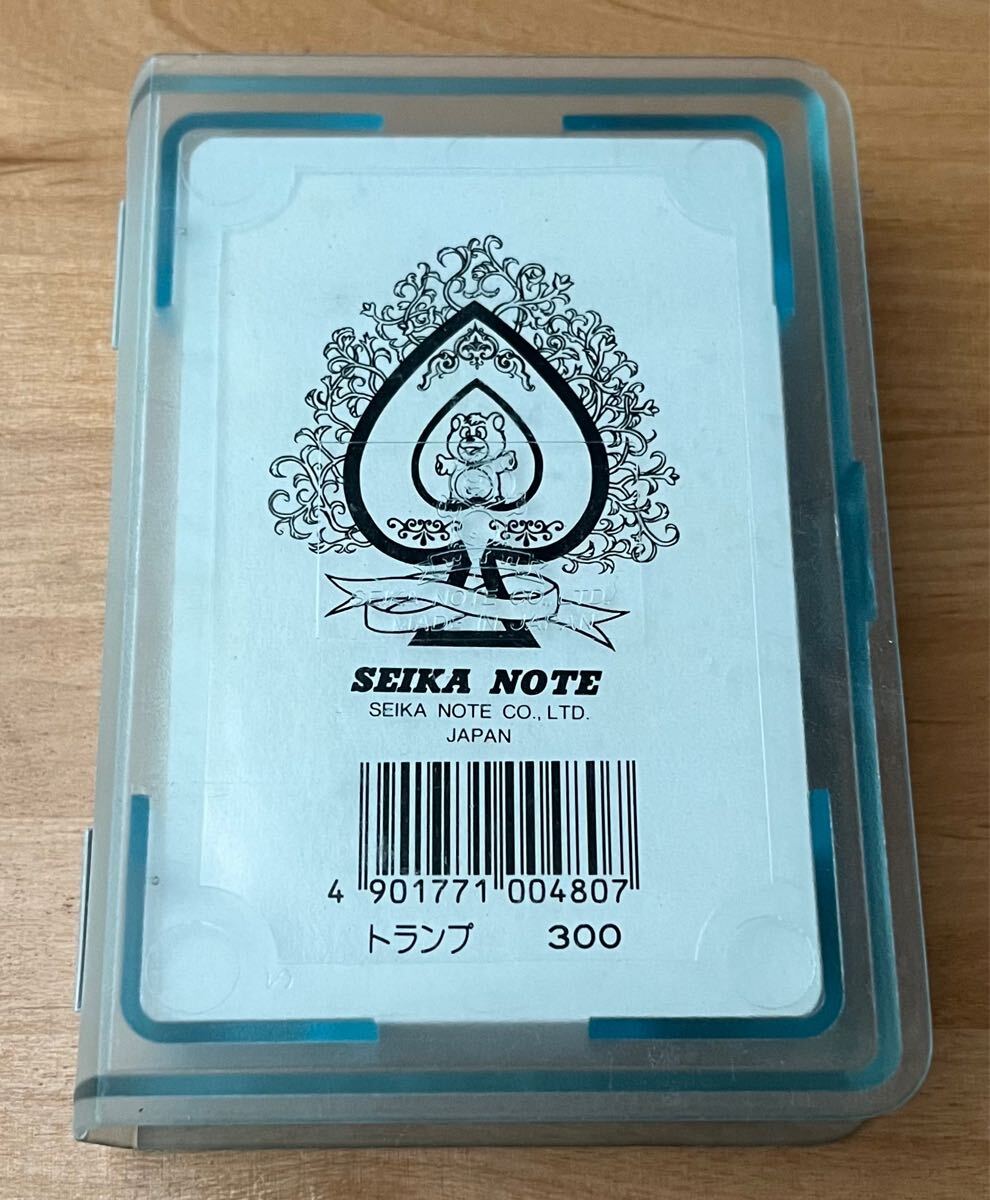 SEIKA NOTE CO., LTD.
MADE IN JAPAN
SEIKA NOTE
SEIKA NOTE CO., LTD.
JAPAN
4 901771 004807
トランプ 300